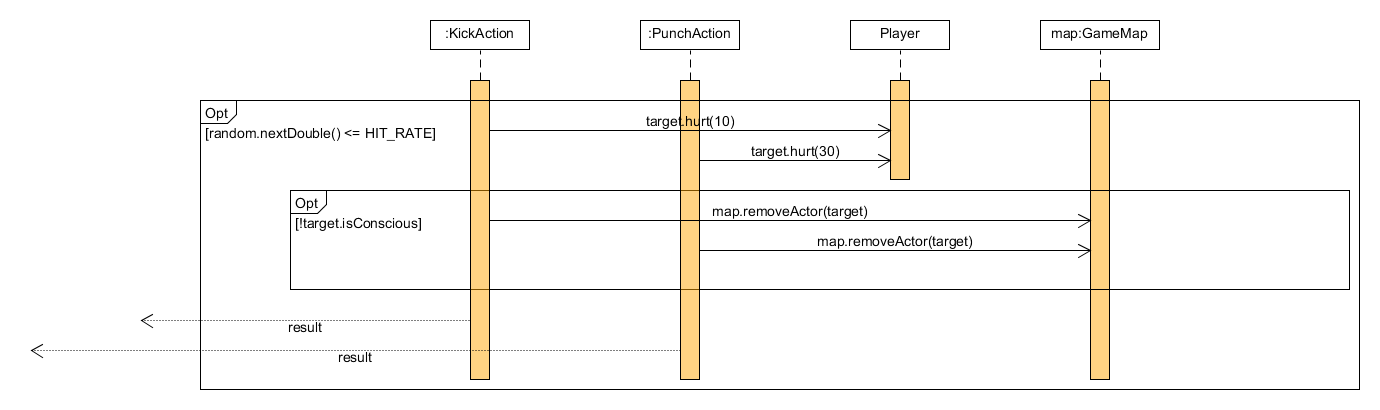 :KickAction
:PunchAction
Player
map:GameMap
Opt
[random.nextDouble() <= HIT_RATE]
target.hurt(10)
target.hurt(30)
Opt
[!target.isConscious]
map.removeActor(target)
map.removeActor(target)
result
result